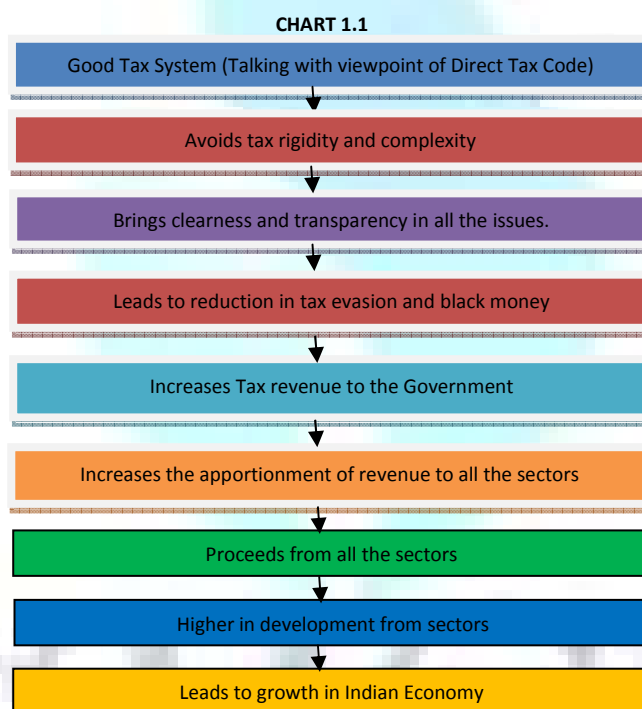 CHART 1.1
Good Tax System (Talking with viewpoint of Direct Tax Code)
Avoids tax rigidity and complexity
Brings clearness and transparency in all the issues.
Leads to reduction in tax evasion and black money
Increases Tax revenue to the Government
Increases the apportionment of revenue to all the sectors
Proceeds from all the sectors
Higher in development from sectors
Leads to growth in Indian Economy